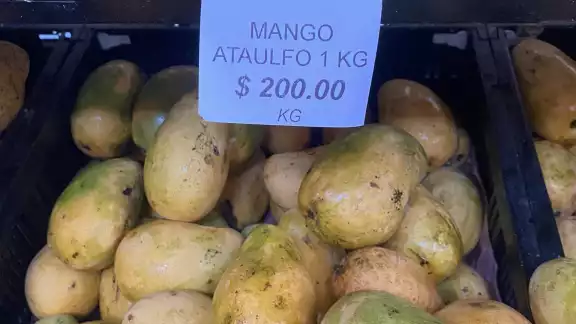 MANGO
ATAULFO 1 KG
$ 200.00
KG